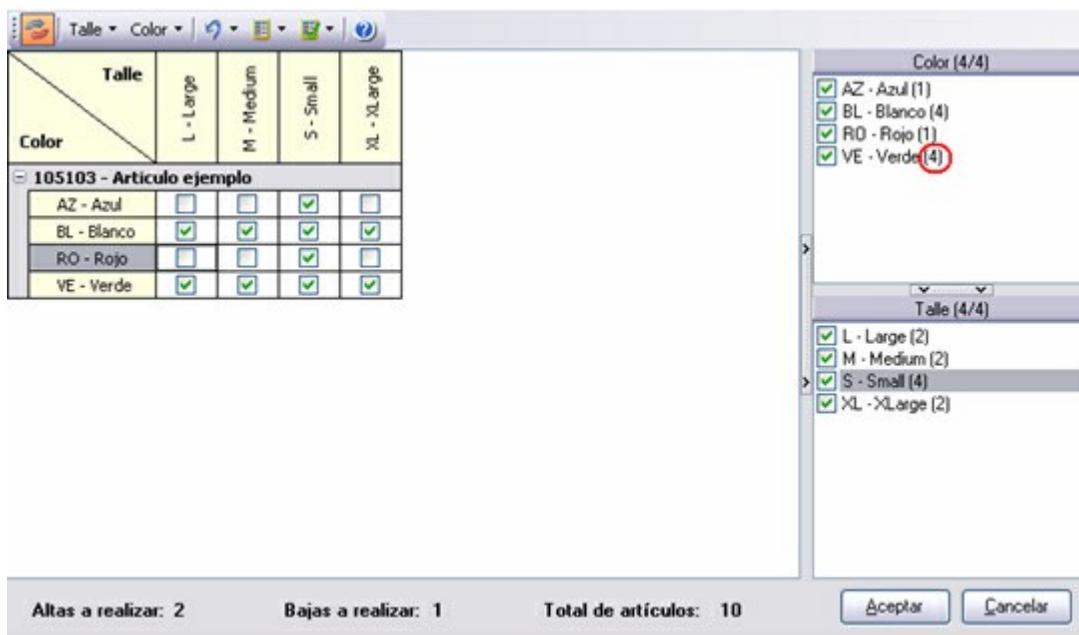 Talle Color
Talle
Color
L - Large
M - Medium
S - Small
XL - XLarge
105103 - Articulo ejemplo
AZ - Azul
BL - Blanco
RO - Rojo
VE - Verde
Color (4/4)
AZ - Azul (1)
BL - Blanco (4)
RO - Rojo (1)
VE - Verde (4)
Talle (4/4)
L - Large (2)
M - Medium (2)
S - Small (4)
XL - XLarge (2)
Altas a realizar: 2 Bajas a realizar: 1 Total de artículos: 10 Aceptar Cancelar